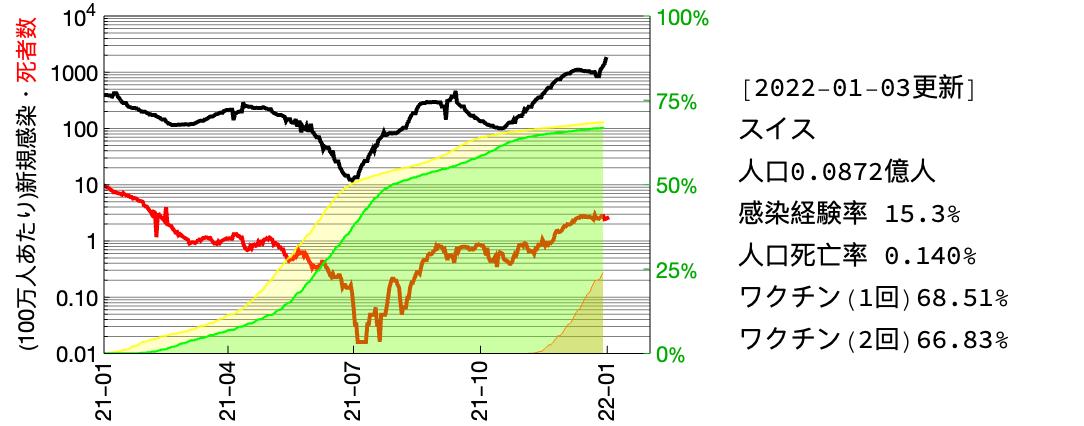 (100万人あたり)新規感染・死者数
10^4
1000
100
10
1
0.10
0.01
100%
75%
50%
25%
0%
21-01
21-04
21-07
21-10
22-01
[2022-01-03更新]
スイス
人口0.0872億人
感染経験率 15.3%
人口死亡率 0.140%
ワクチン(1回)68.51%
ワクチン(2回)66.83%